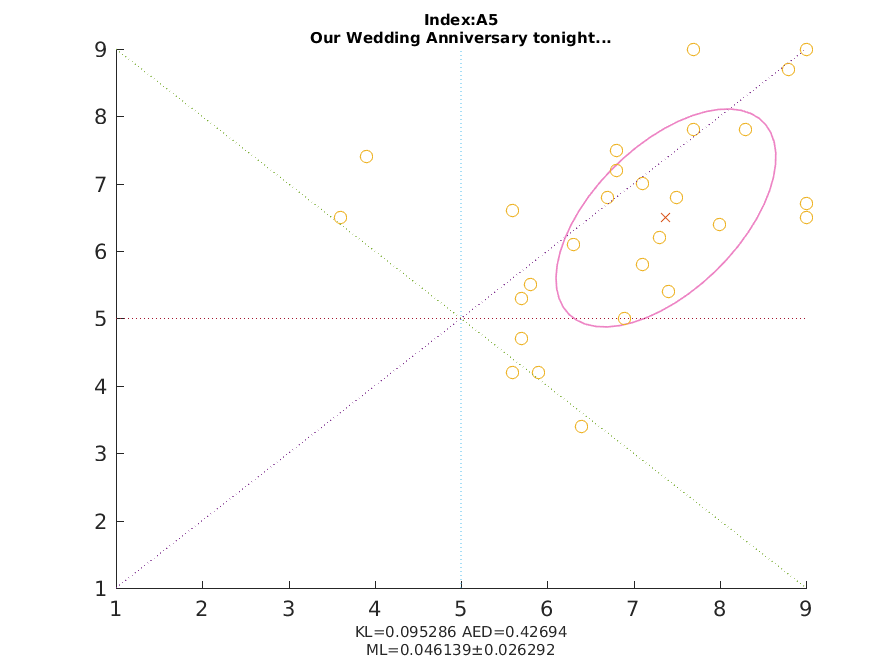 Index:A5
Our Wedding Anniversary tonight...
9
8
7
6
5
4
3
2
1
1 2 3 4 5 6 7 8 9
KL=0.095286 AED=0.42694
ML=0.046139±0.026292